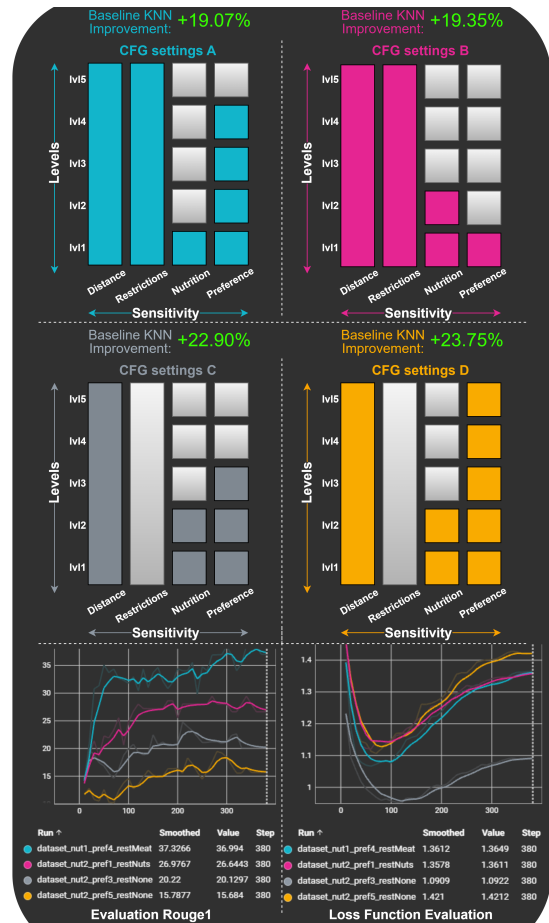 Baseline KNN
Improvement: +19.07%
CFG settings A
lvl5
lvl4
lvl3
lvl2
lvl1
Levels
Distance
Restrictions
Nutrition
Preference
Sensitivity
Baseline KNN
Improvement: +19.35%
CFG settings B
lvl5
lvl4
lvl3
lvl2
lvl1
Levels
Distance
Restrictions
Nutrition
Preference
Sensitivity
Baseline KNN
Improvement: +22.90%
CFG settings C
lvl5
lvl4
lvl3
lvl2
lvl1
Levels
Distance
Restrictions
Nutrition
Preference
Sensitivity
Baseline KNN
Improvement: +23.75%
CFG settings D
lvl5
lvl4
lvl3
lvl2
lvl1
Levels
Distance
Restrictions
Nutrition
Preference
Sensitivity
35
30
25
20
15
0 100 200 300
Run ↑ Smoothed Value Step
dataset_nut1_pref4_restMeat 37.3266 36.994 380
dataset_nut2_pref1_restNuts 26.9767 26.6443 380
dataset_nut2_pref3_restNone 20.22 20.1297 380
dataset_nut2_pref5_restNone 15.7877 15.684 380
Evaluation Rouge1
1.4
1.3
1.2
1.1
1
0 100 200 300
Run ↑ Smoothed Value Step
dataset_nut1_pref4_restMeat 1.3612 1.3649 380
dataset_nut2_pref1_restNuts 1.3578 1.3611 380
dataset_nut2_pref3_restNone 1.0909 1.0922 380
dataset_nut2_pref5_restNone 1.421 1.4212 380
Loss Function Evaluation